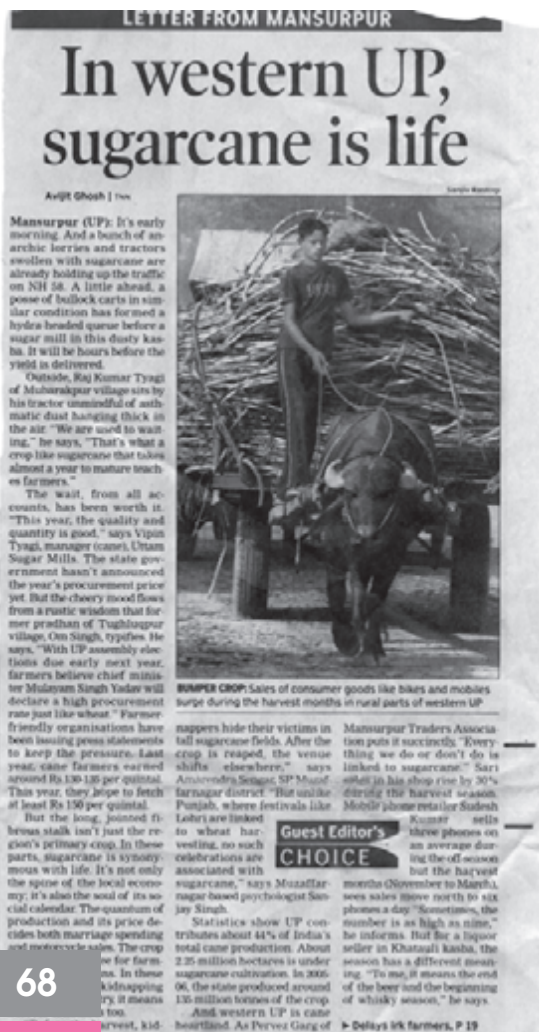 LETTER FROM MANSURPUR
In western UP,
sugarcane is life
Avijit Ghosh | TNN
Mansurpur (UP): It's early
morning. And a bunch of an-
archic lorries and tractors
swollen with sugarcane are
already holding up the traffic
on NH 58. A little ahead, a
posse of bullock carts in sim-
ilar condition has formed a
hydra-headed queue before a
sugar mill in this dusty kas-
ba. It will be hours before the
yield is delivered.
Outside, Raj Kumar Tyagi
of Mubarakpur village sits by
his tractor unmindful of asth-
matic dust hanging thick in
the air. "We are used to wait-
ing," he says, "That's what a
crop like sugarcane that takes
almost a year to mature teach-
es farmers."
The wait, from all ac-
counts, has been worth it.
"This year, the quality and
quantity is good," says Vipin
Tyagi, manager (cane), Uttam
Sugar Mills. The state gov-
ernment hasn't announced
the year's procurement price
yet. But the cheery mood flows
from a rustic wisdom that for-
mer pradhan of Tughluqpur
village, Om Singh, typifies. He
says, "With UP assembly elec-
tions due early next year,
farmers believe chief minis-
ter Mulayam Singh Yadav will
declare a high procurement
rate just like wheat." Farmer-
friendly organisations have
been issuing press statements
to keep the pressure. Last
year, cane farmers earned
around Rs 130-135 per quintal.
This year, they hope to fetch
at least Rs 150 per quintal.
But the long, jointed fi-
brous stalk isn't just the re-
gion's primary crop. In these
parts, sugarcane is synony-
mous with life. It's not only
the spine of the local econo-
my; it's also the soul of its so-
cial calendar. The quantum of
production and its price de-
cides both marriage spending
and motorcycle sales. The crop
for farm-
In these
kidnapping
it means
too.
harvest, kid-
BUMPER CROP: Sales of consumer goods like bikes and mobiles
surge during the harvest months in rural parts of western UP
nappers hide their victims in
tall sugarcane fields. After the
crop is reaped, the venue
shifts elsewhere," says
Amitendra Sengar, SP Muzaf-
farnagar district. "But unlike
Punjab, where festivals like
Lohri are linked
to wheat har-
vesting, no such
celebrations are
associated with
sugarcane," says Muzaffar-
nagar-based psychologist San-
jay Singh.
Statistics show UP con-
tributes about 44% of India's
total cane production. About
2.25 million hectares is under
sugarcane cultivation. In 2005-
06, the state produced around
135 million tonnes of the crop.
And western UP is cane
heartland. As Pervez Garg of
Guest Editor's
CHOICE
Mansurpur Traders Associa-
tion puts it succinctly, "Every-
thing we do or don't do is
linked to sugarcane." Sari
sales in his shop rise by 30%
during the harvest season.
Mobile phone retailer Sudesh
Kumar sells
three phones on
an average dur-
ing the off-season
but the harvest
months (November to March),
sees sales move north to six
phones a day. "Sometimes, the
number is as high as nine,"
he informs. But for a liquor
seller in Khatauli kasba, the
season has a different mean-
ing. "To me, it means the end
of the beer and the beginning
of whisky season," he says.
▶ Delays irk farmers, P 19
68